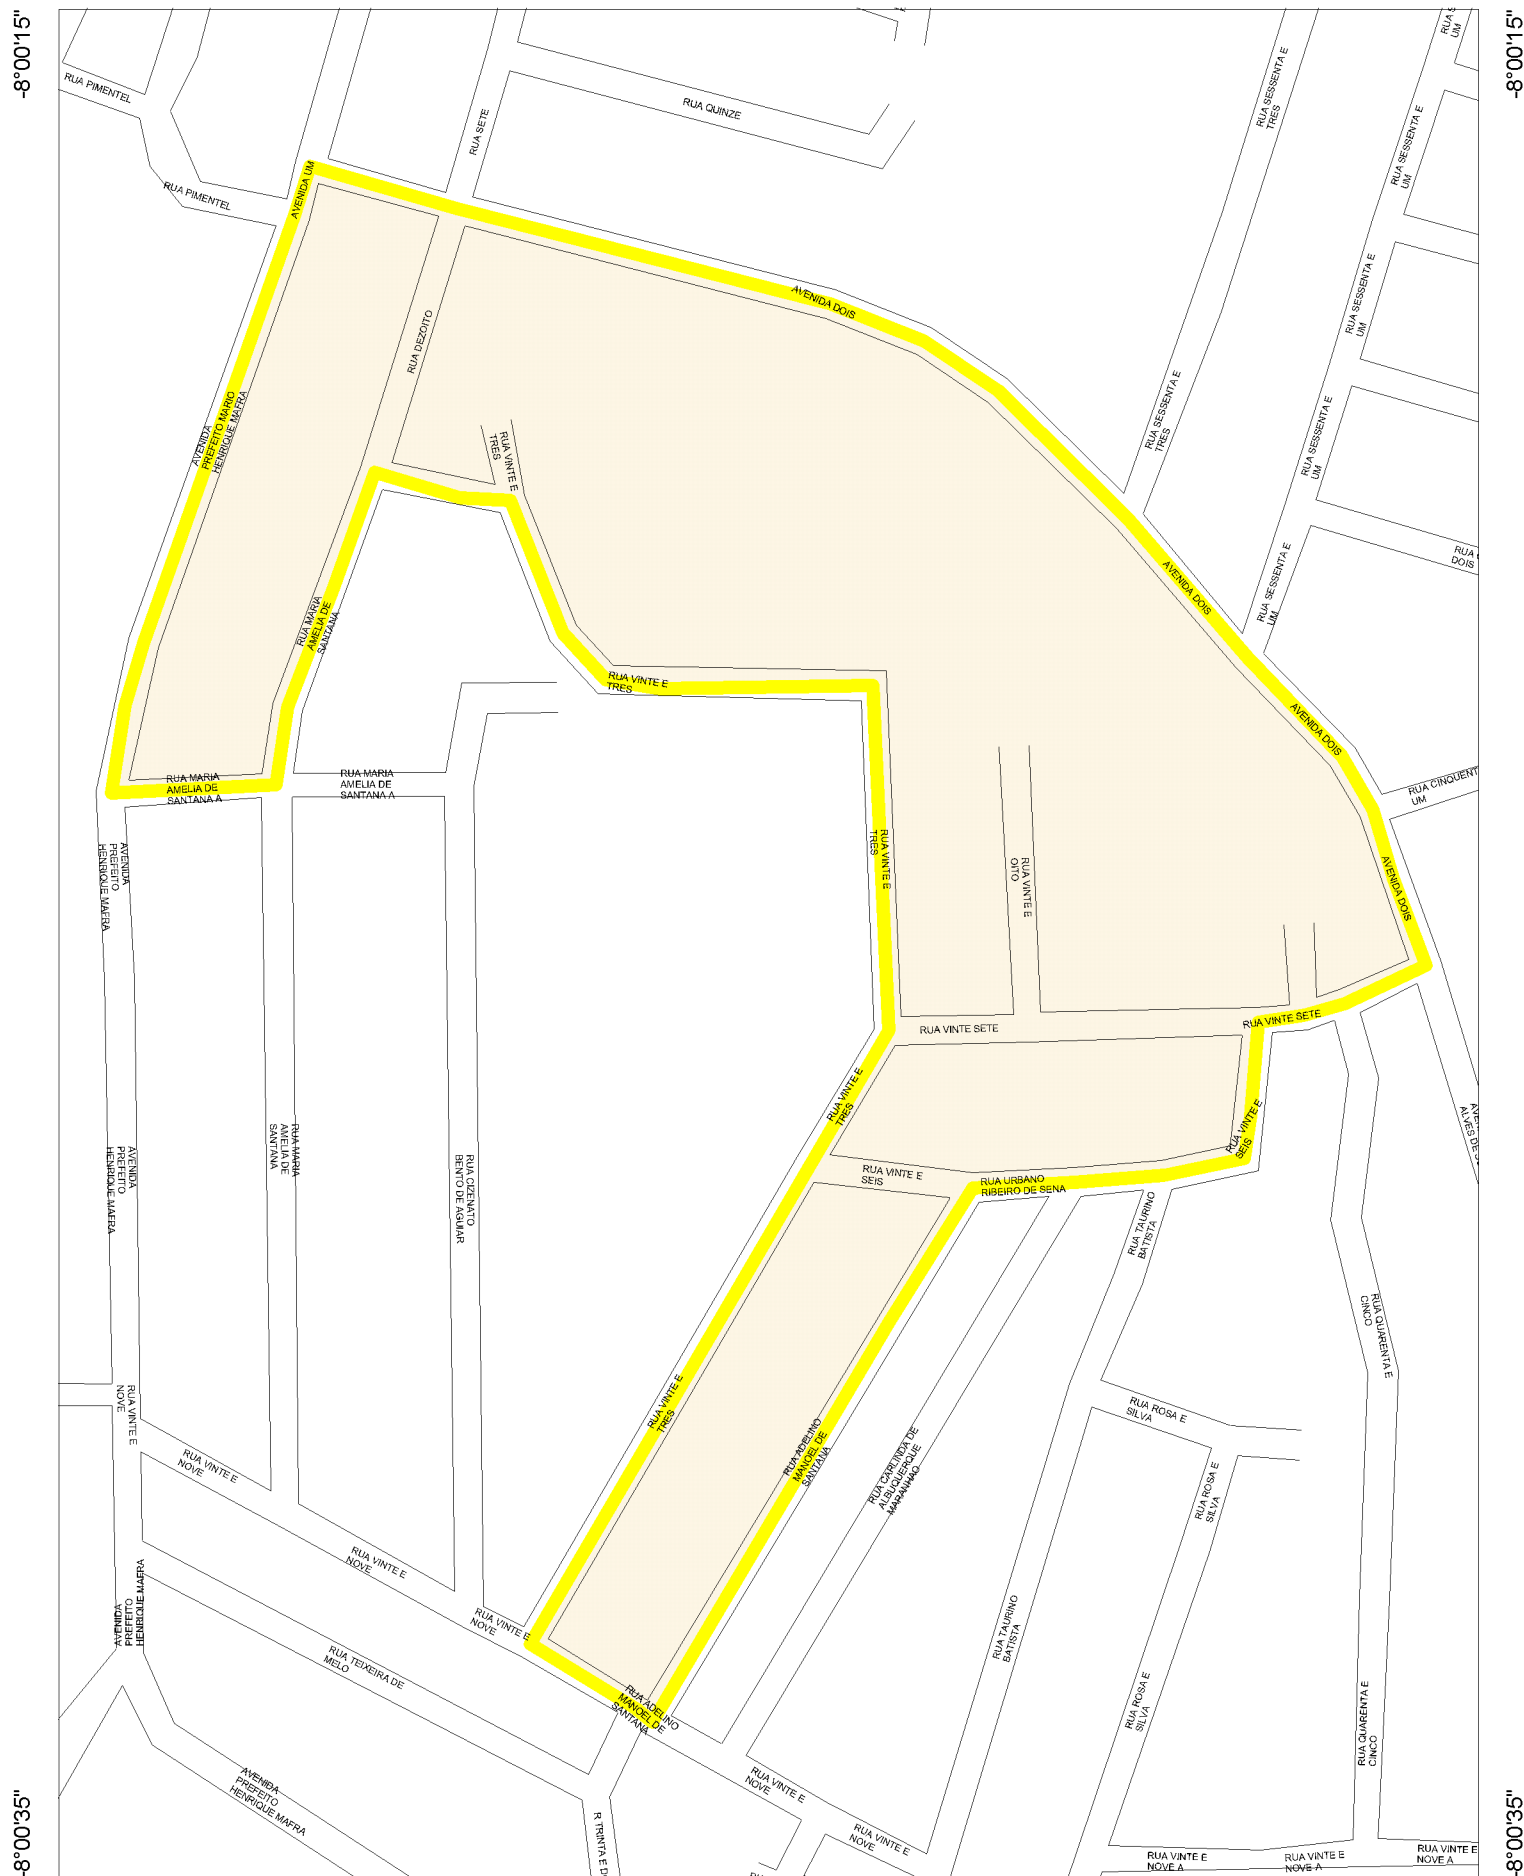 -8°00'15"
-8°00'15"
RUA PIMENTEL
RUA SETE
RUA QUINZE
RUA SESSENTA E
TRES
RUA SESSENTA E
UM
RUA PIMENTEL
AVENIDA UM
AVENIDA DOIS
RUA SESSENTA E
UM
RUA DEZOITO
AVENIDA
PREFEITO MARIO
HENRIQUE MAFRA
RUA VINTE E
TRES
RUA SESSENTA E
TRES
RUA SESSENTA E
UM
RUA
DOIS
RUA MARIA
AMELIA DE
SANTANA
AVENIDA DOIS
RUA SESSENTA E
UM
RUA VINTE E
TRES
AVENIDA DOIS
RUA MARIA
AMELIA DE
SANTANA A
RUA MARIA
AMELIA DE
SANTANA A
RUA CINQUENT
UM
AVENIDA
PREFEITO
HENRIQUE MAFRA
RUA VINTE E
TRES
RUA VINTE E
OITO
AVENIDA DOIS
RUA VINTE SETE
RUA VINTE SETE
RUA VINTE E
TRES
AVENIDA
PREFEITO
HENRIQUE MAFRA
RUA MARIA
AMELIA DE
SANTANA
RUA CIZENATO
BENTO DE AGUIAR
RUA VINTE E
SEIS
RUA URBANO
RIBEIRO DE SENA
RUA VINTE E
SEIS
RUA TAURINO
BATISTA
RUA QUARENTA E
CINCO
RUA VINTE E
NOVE
RUA VINTE E
NOVE
RUA VINTE E
TRES
RUA ADELINO
MANOEL DE
SANTANA
RUA CARLINDA DE
ALBUQUERQUE
MARANHAO
RUA ROSA E
SILVA
RUA ROSA E
SILVA
RUA VINTE E
NOVE
AVENIDA
PREFEITO
HENRIQUE MAFRA
RUA VINTE E
NOVE
RUA TEIXEIRA DE
MELO
RUA ADELINO
MANOEL DE
SANTANA
RUA TAURINO
BATISTA
RUA ROSA E
SILVA
RUA QUARENTA E
CINCO
AVENIDA
PREFEITO
HENRIQUE MAFRA
RUA VINTE E
NOVE
R TRINTA E D
RUA VINTE E
NOVE
RUA VINTE E
NOVE A
RUA VINTE E
NOVE A
RUA VINTE E
NOVE A
-8°00'35"
-8°00'35"